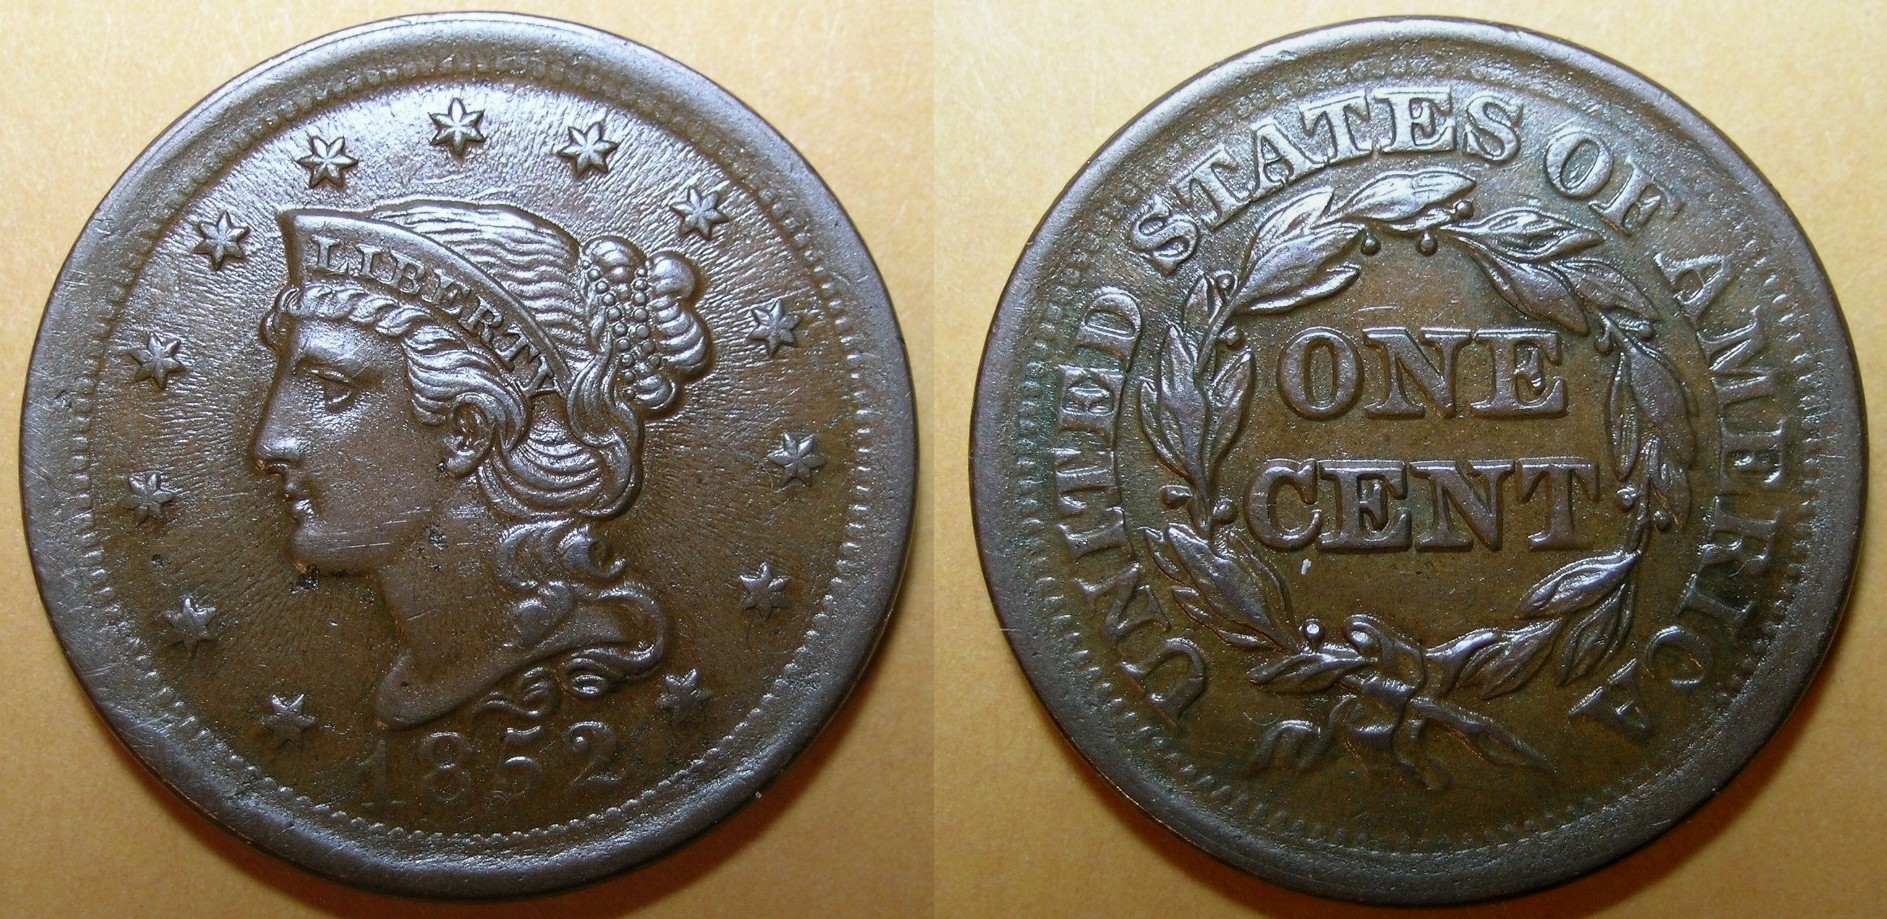 LIBERTY
1852
UNITED STATES OF AMERICA
ONE
CENT